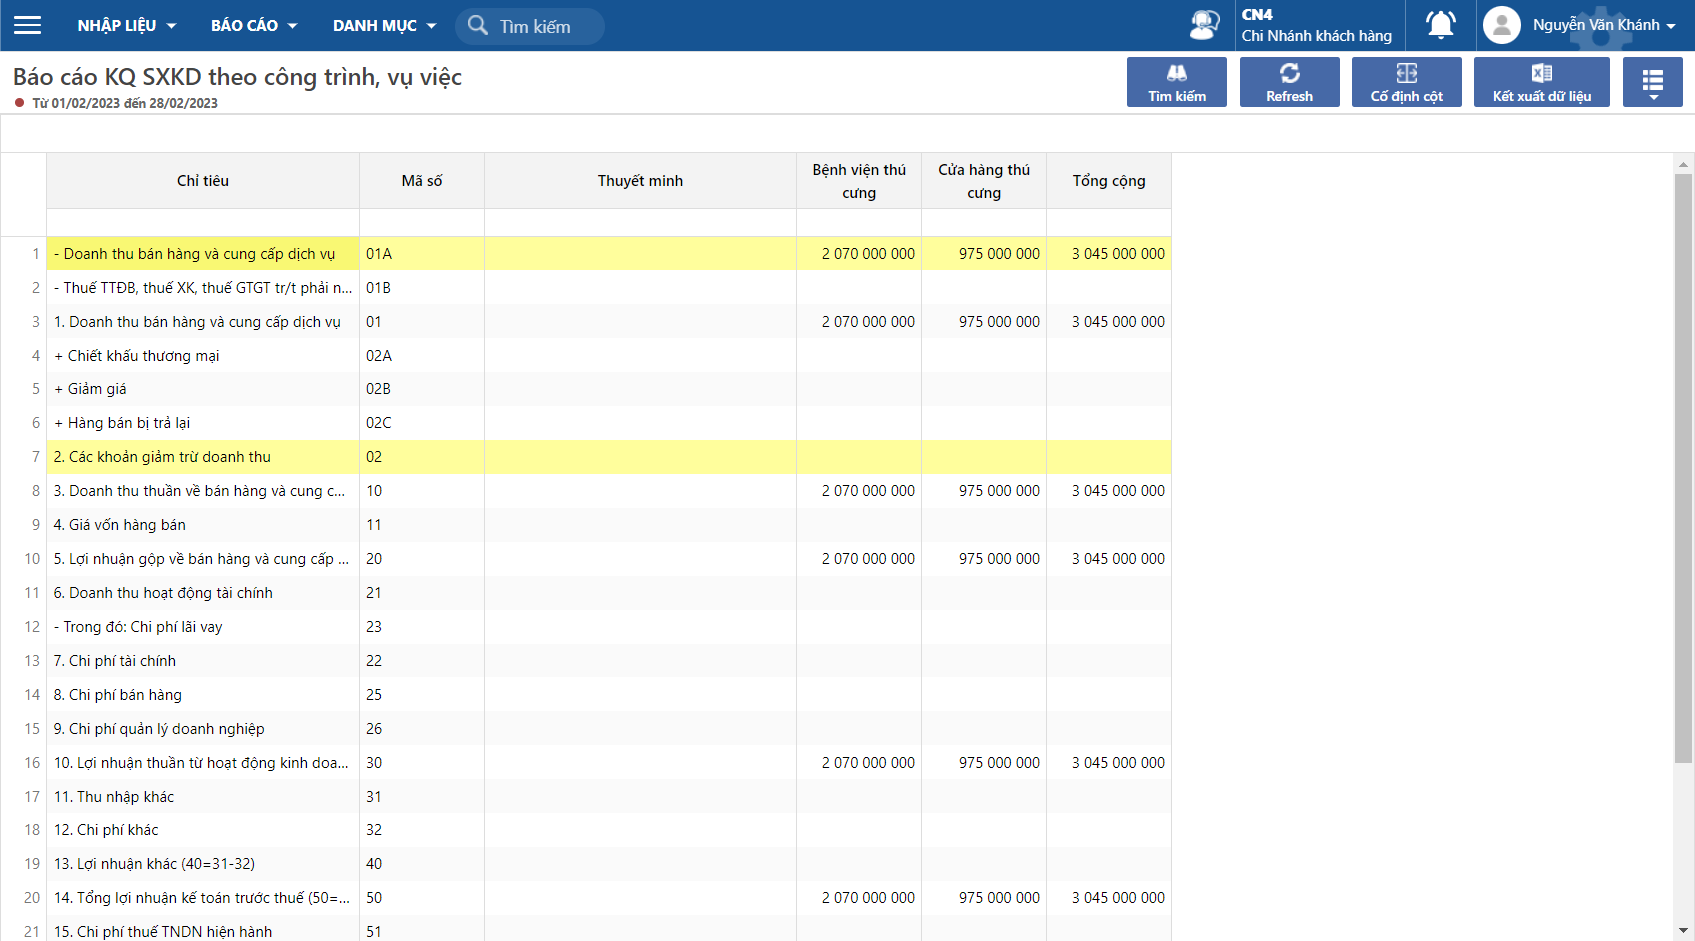 NHẬP LIỆU BÁO CÁO DANH MỤC Tìm kiếm CN4 Nguyễn Văn Khánh
Chi Nhánh khách hàng
Báo cáo KQ SXKD theo công trình, vụ việc
Từ 01/02/2023 đến 28/02/2023
Tìm kiếm Refresh Cố định cột Kết xuất dữ liệu
Chỉ tiêu Mã số Thuyết minh Bệnh viện thú cưng Cửa hàng thú cưng Tổng cộng
1 - Doanh thu bán hàng và cung cấp dịch vụ 01A 2 070 000 000 975 000 000 3 045 000 000
2 - Thuế TTĐB, thuế XK, thuế GTGT tr/t phải n... 01B
3 1. Doanh thu bán hàng và cung cấp dịch vụ 01 2 070 000 000 975 000 000 3 045 000 000
4 + Chiết khấu thương mại 02A
5 + Giảm giá 02B
6 + Hàng bán bị trả lại 02C
7 2. Các khoản giảm trừ doanh thu 02
8 3. Doanh thu thuần về bán hàng và cung c... 10 2 070 000 000 975 000 000 3 045 000 000
9 4. Giá vốn hàng bán 11
10 5. Lợi nhuận gộp về bán hàng và cung cấp ... 20 2 070 000 000 975 000 000 3 045 000 000
11 6. Doanh thu hoạt động tài chính 21
12 - Trong đó: Chi phí lãi vay 23
13 7. Chi phí tài chính 22
14 8. Chi phí bán hàng 25
15 9. Chi phí quản lý doanh nghiệp 26
16 10. Lợi nhuận thuần từ hoạt động kinh doa... 30 2 070 000 000 975 000 000 3 045 000 000
17 11. Thu nhập khác 31
18 12. Chi phí khác 32
19 13. Lợi nhuận khác (40=31-32) 40
20 14. Tổng lợi nhuận kế toán trước thuế (50=... 50 2 070 000 000 975 000 000 3 045 000 000
21 15. Chi phí thuế TNDN hiện hành 51